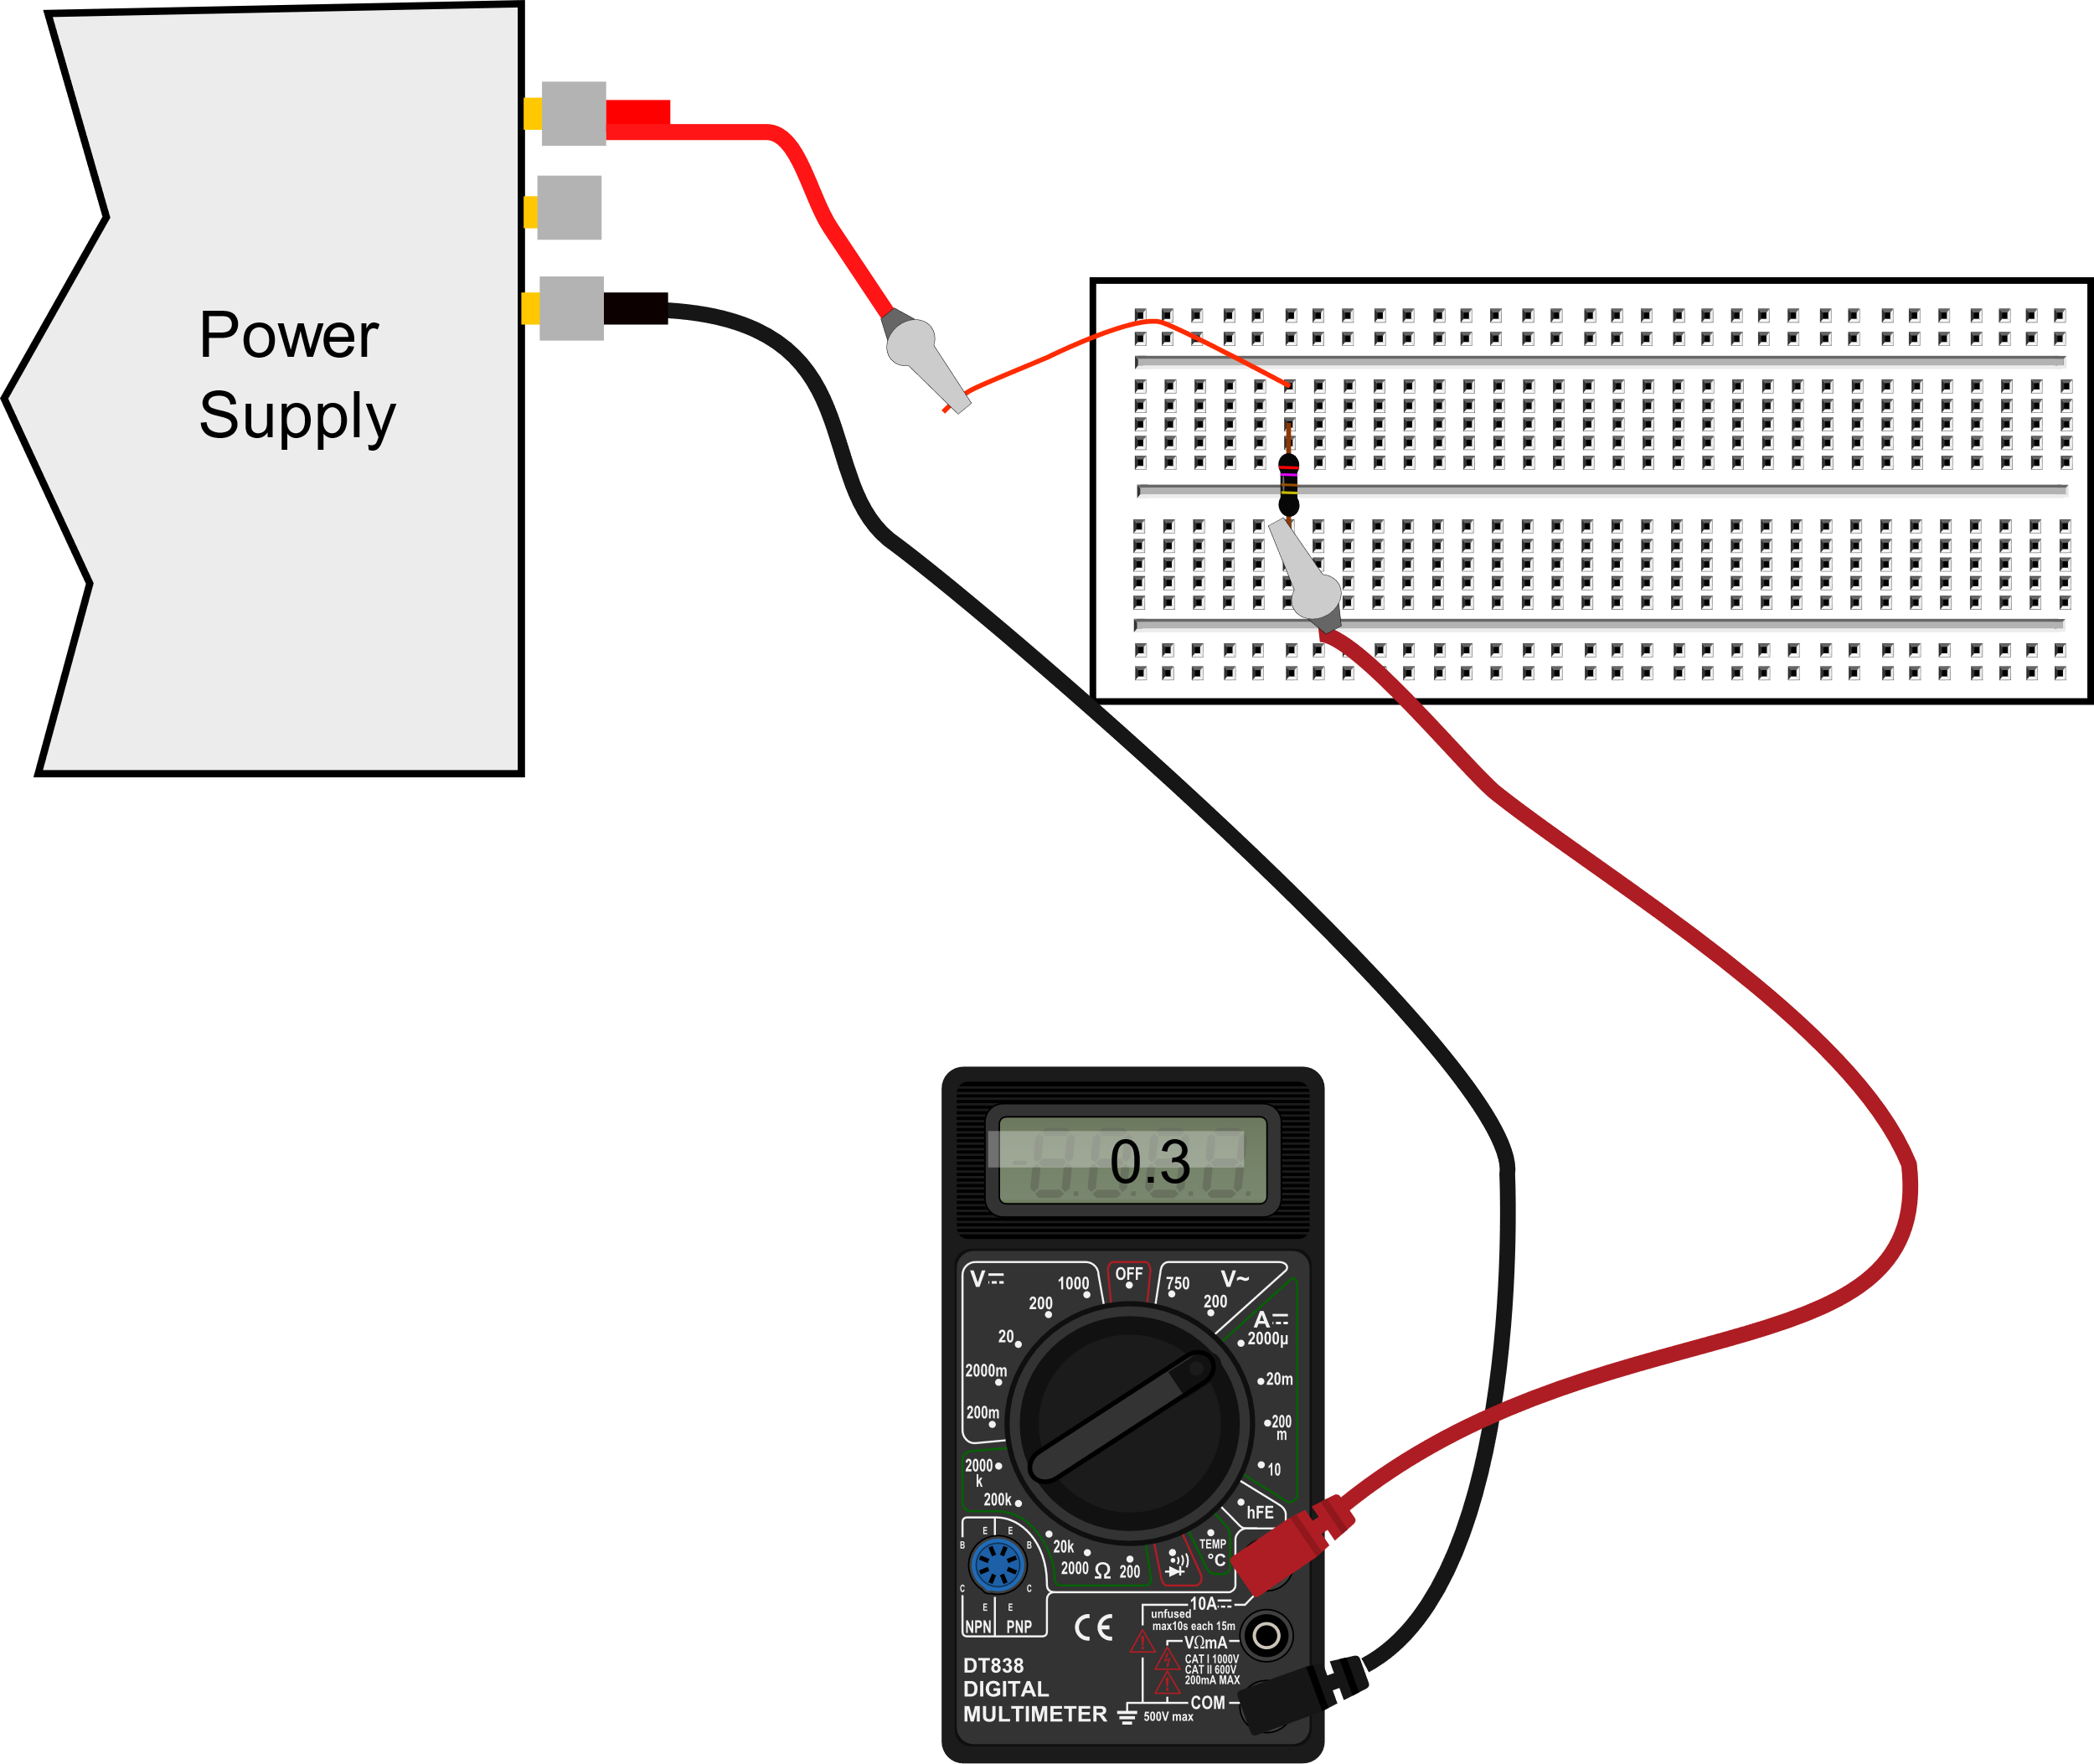 Power
Supply
0.3
V
1000
OFF
750
V~
200
200
A
20
2000µ
2000m
20m
200m
200
m
2000
k
10
200k
hFE
20k
TEMP
°C
2000 Ω 200
E E
B B
C C
E E
NPN PNP
10A
unfused
max10s each 15m
VΩmA
CAT I 1000V
CAT II 600V
200mA MAX
COM
500V max
CE
DT838
DIGITAL
MULTIMETER